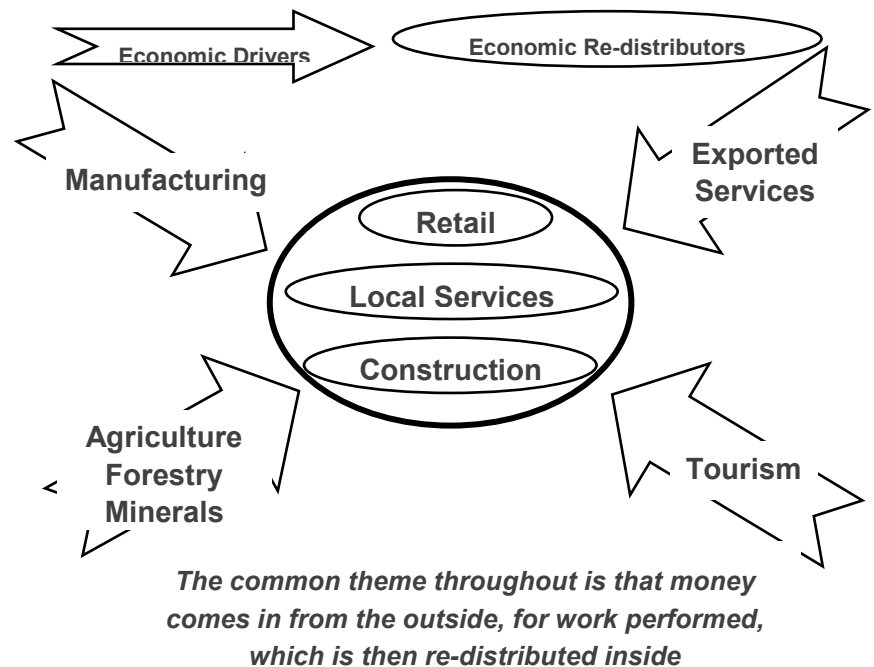 Economic Drivers
Economic Re-distributors
Manufacturing
Exported
Services
Retail
Local Services
Construction
Agriculture
Forestry
Minerals
Tourism
The common theme throughout is that money
comes in from the outside, for work performed,
which is then re-distributed inside